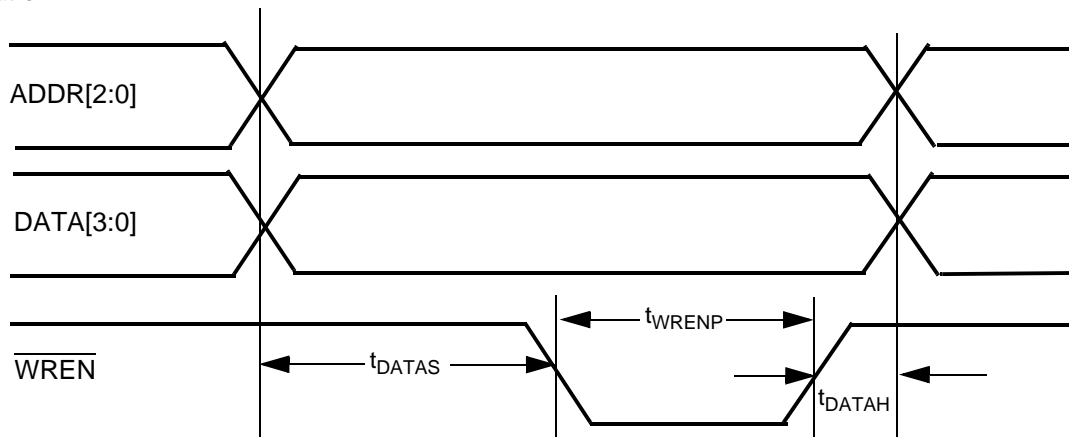 ADDR[2:0]
DATA[3:0]
tWRENP
WREN
tDATAS
tDATAH